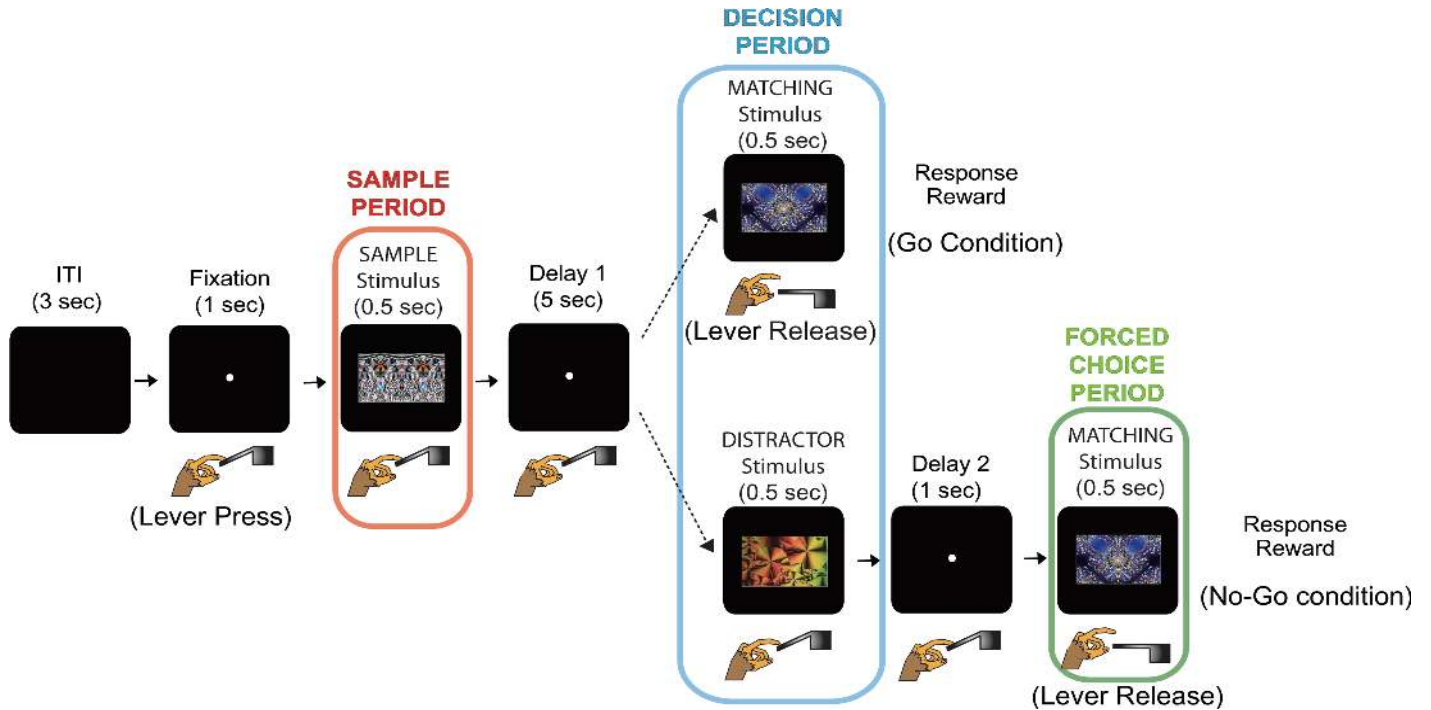 ITI
(3 sec)
Fixation
(1 sec)
(Lever Press)
SAMPLE
PERIOD
SAMPLE
Stimulus
(0.5 sec)
Delay 1
(5 sec)
DECISION
PERIOD
MATCHING
Stimulus
(0.5 sec)
(Lever Release)
Response
Reward
(Go Condition)
DISTRACTOR
Stimulus
(0.5 sec)
Delay 2
(1 sec)
FORCED
CHOICE
PERIOD
MATCHING
Stimulus
(0.5 sec)
(Lever Release)
Response
Reward
(No-Go condition)